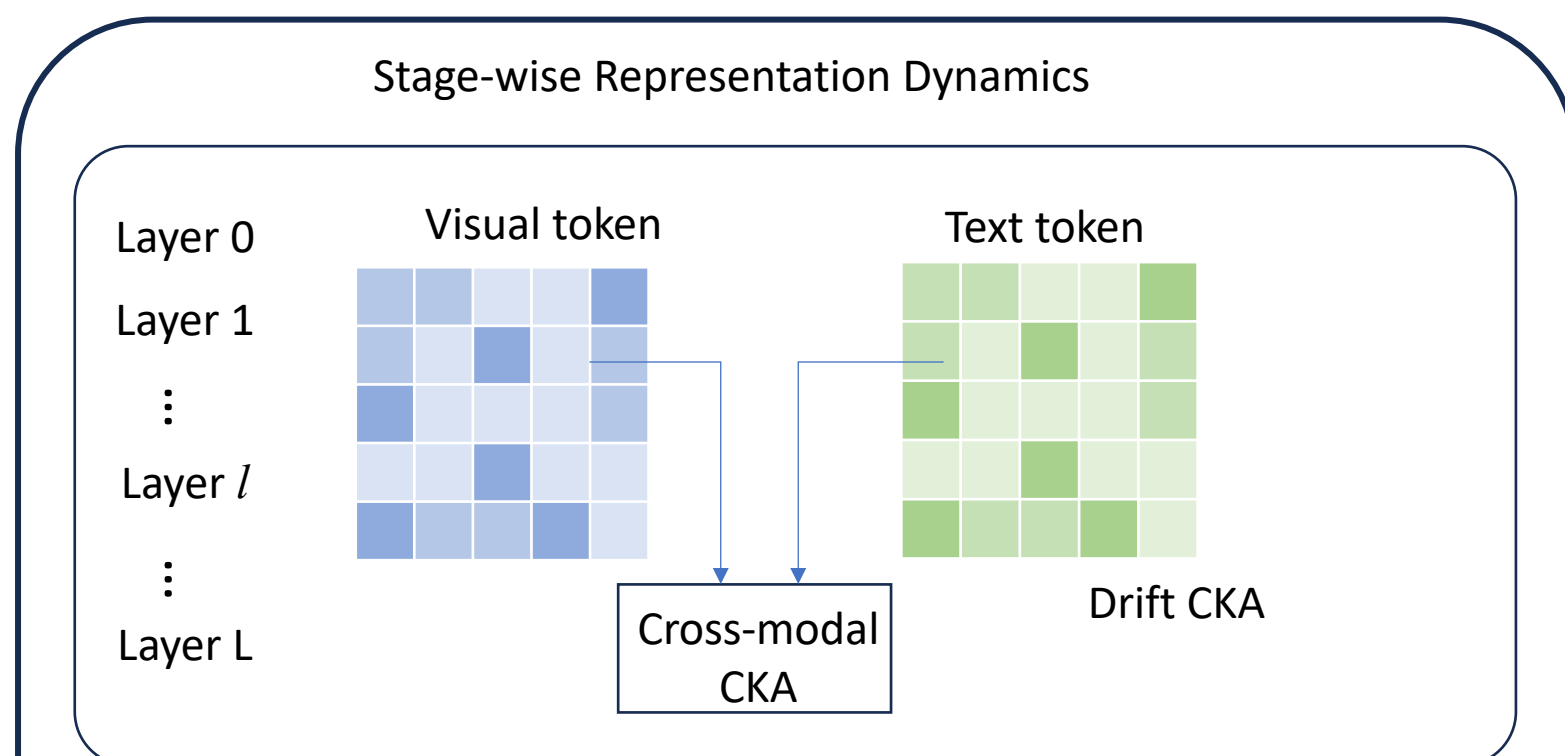 Stage-wise Representation Dynamics
Visual token
Text token
Layer 0
Layer 1
⋮
Layer l
⋮
Layer L
Drift CKA
Cross-modal
CKA